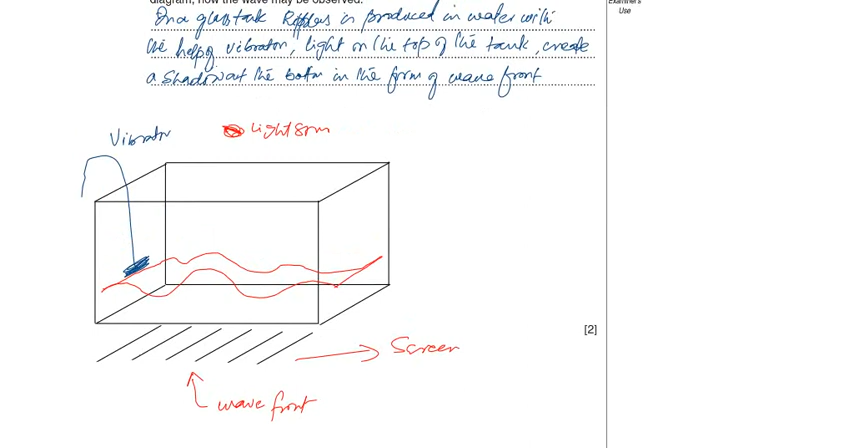 diagram, how the wave may be observed.
Examiner's
Use
In a glass tank Ripples is produced in water with
the help of vibrator, light on the top of the tank, create
a shadow at the bottom in the form of wave front
Vibrator
light
[2]
Screen
wave front